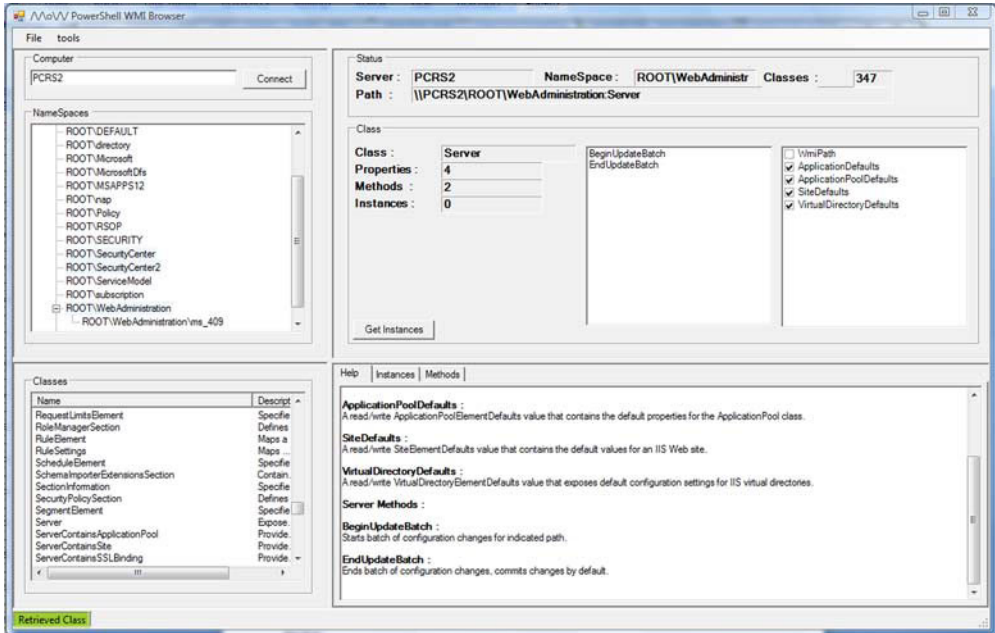 /\/\o\/\/ PowerShell WMI Browser
File tools
Computer
PCRS2
Connect
NameSpaces
ROOT\DEFAULT
ROOT\directory
ROOT\Microsoft
ROOT\MicrosoftDfs
ROOT\MSAPPS12
ROOT\nap
ROOT\Policy
ROOT\RSOP
ROOT\SECURITY
ROOT\SecurityCenter
ROOT\SecurityCenter2
ROOT\ServiceModel
ROOT\subscription
ROOT\WebAdministration
ROOT\WebAdministration\ms_409
Status
Server : PCRS2 NameSpace : ROOT\WebAdministr Classes : 347
Path : \\PCRS2\ROOT\WebAdministration:Server
Class
Class : Server
Properties : 4
Methods : 2
Instances : 0
BeginUpdateBatch
EndUpdateBatch
WmiPath
ApplicationDefaults
ApplicationPoolDefaults
SiteDefaults
VirtualDirectoryDefaults
Get Instances
Classes
Name Descript
RequestLimitsElement Specifie
RoleManagerSection Defines
RuleElement Maps a
RuleSettings Maps ...
ScheduleElement Specifie
SchemaImporterExtensionsSection Contain.
SectionInformation Specifie
SecurityPolicySection Defines
SegmentElement Specifie
Server Expose.
ServerContainsApplicationPool Provide.
ServerContainsSite Provide.
ServerContainsSSLBinding Provide.
Help Instances Methods
ApplicationPoolDefaults :
A read/write ApplicationPoolElementDefaults value that contains the default properties for the ApplicationPool class.
SiteDefaults :
A read/write SiteElementDefaults value that contains the default values for an IIS Web site.
VirtualDirectoryDefaults :
A read/write VirtualDirectoryElementDefaults value that exposes default configuration settings for IIS virtual directories.
Server Methods :
BeginUpdateBatch :
Starts batch of configuration changes for indicated path.
EndUpdateBatch :
Ends batch of configuration changes, commits changes by default.
Retrieved Class